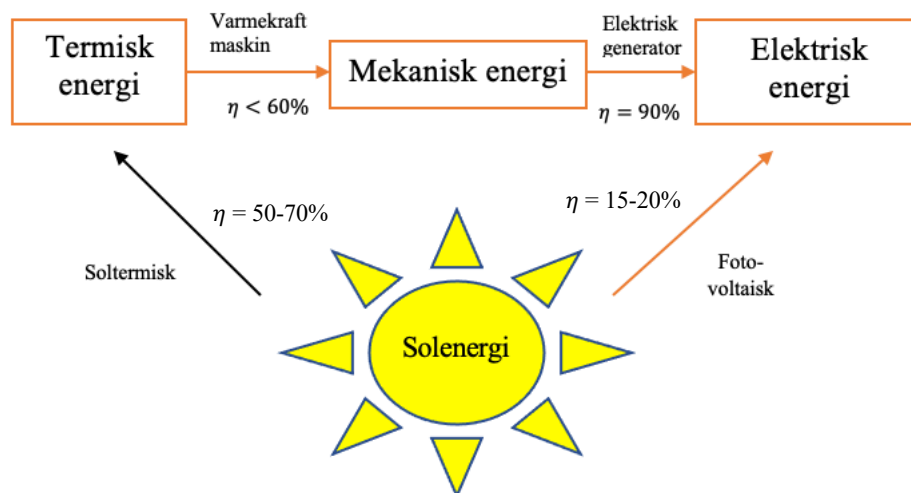 Termisk
energi
Varmekraft
maskin
η < 60%
Mekanisk energi
Elektrisk
generator
η = 90%
Elektrisk
energi
η = 50-70%
Soltermisk
η = 15-20%
Foto-
voltaisk
Solenergi